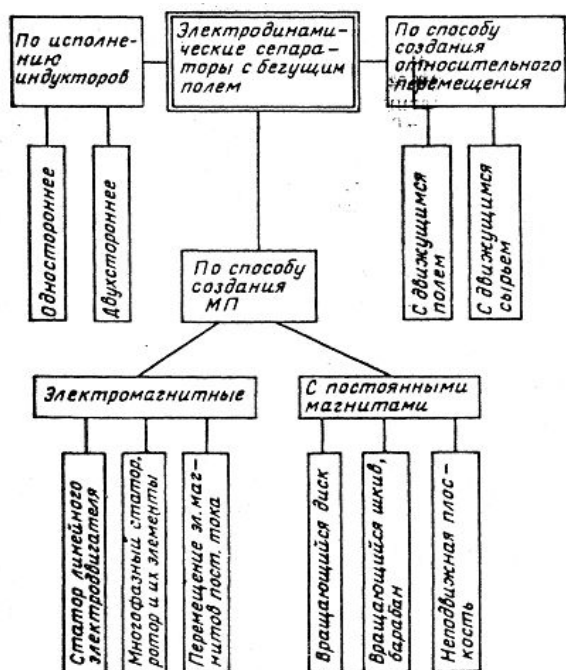 По исполне-
нию
индукторов
Электродинами-
ческие сепара-
торы с бегущим
полем
По способу
создания
относительного
перемещения
Одностороннее
Двухстороннее
С движущимся
полем
С движущимся
сырьем
По способу
создания
МП
Электромагнитные
С постоянными
магнитами
Статор линейного
электродвигателя
Многофазный статор,
ротор и их элементы
Перемещение эл.маг-
нитов пост. тока
Вращающийся диск
Вращающийся шкив,
барабан
Неподвижная плос-
кость